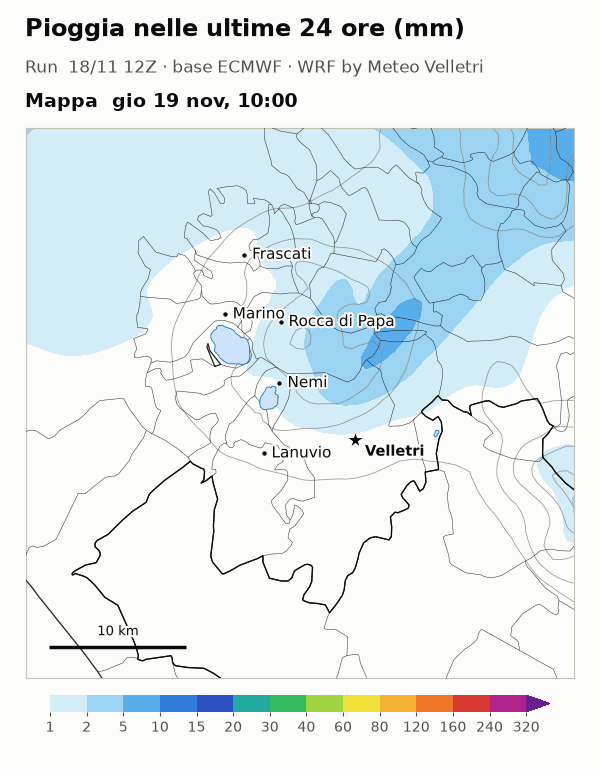 Pioggia nelle ultime 24 ore (mm)
Run  18/11 12Z · base ECMWF · WRF by Meteo Velletri
Mappa  gio 19 nov, 10:00
Frascati
Marino
Rocca di Papa
Nemi
Velletri
Lanuvio
10 km
1 2 5 10 15 20 30 40 60 80 120 160 240 320